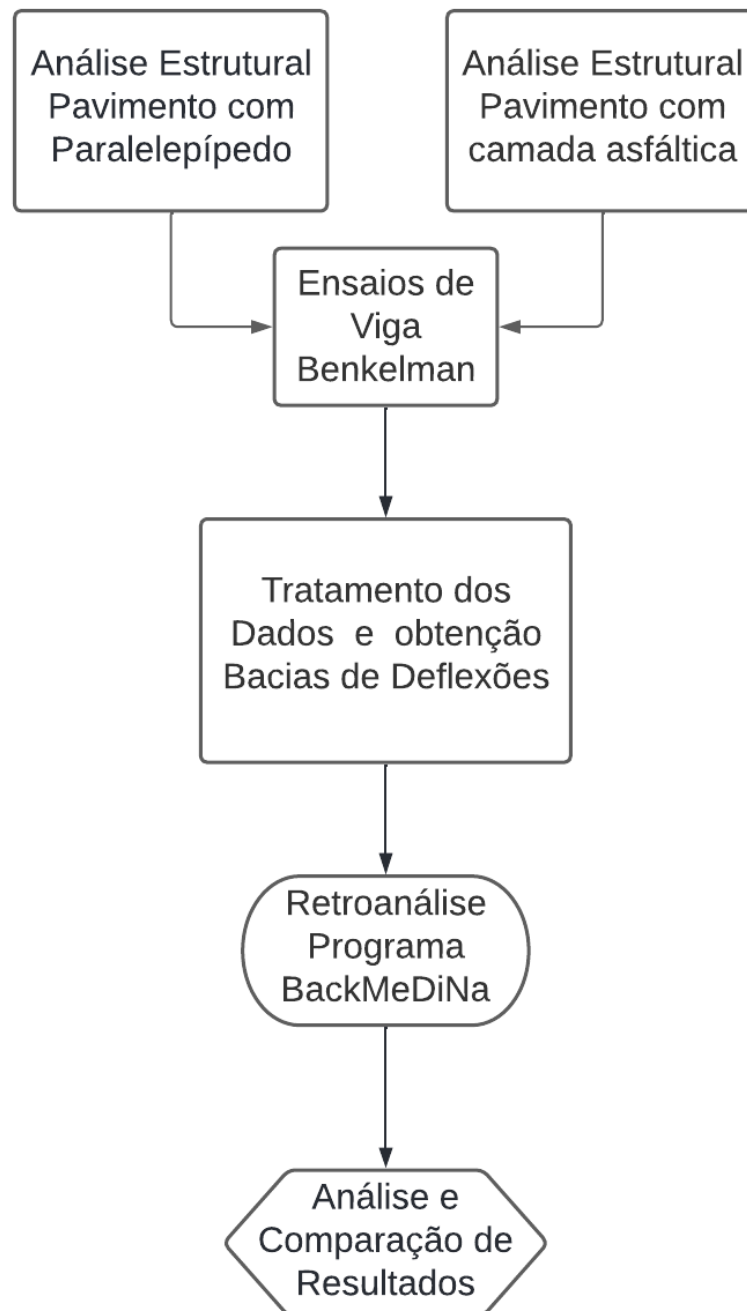 Análise Estrutural
Pavimento com
Paralelepípedo
Análise Estrutural
Pavimento com
camada asfáltica
Ensaios de
Viga
Benkelman
Tratamento dos
Dados e obtenção
Bacias de Deflexões
Retroanálise
Programa
BackMeDiNa
Análise e
Comparação de
Resultados